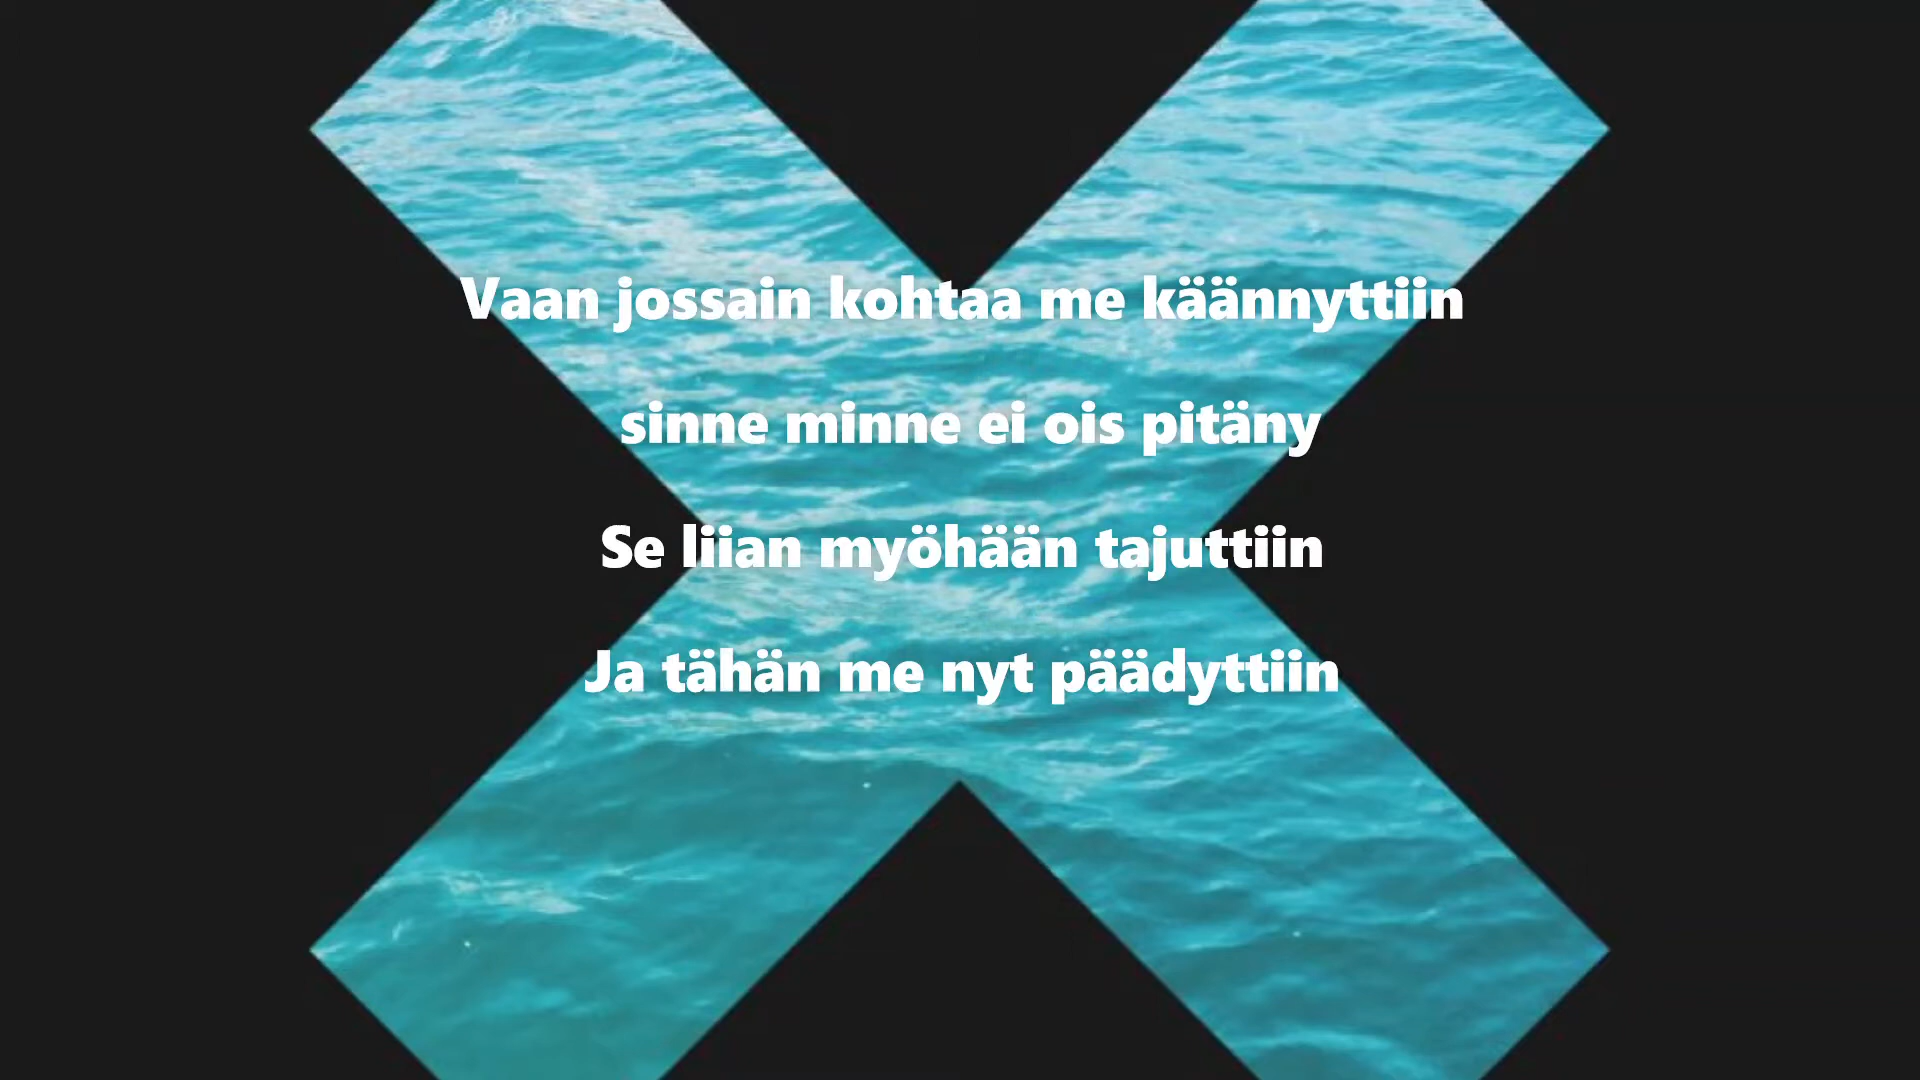 Vaan jossain kohtaa me käännyttiin
sinne minne ei ois pitäny
Se liian myöhään tajuttiin
Ja tähän me nyt päädyttiin